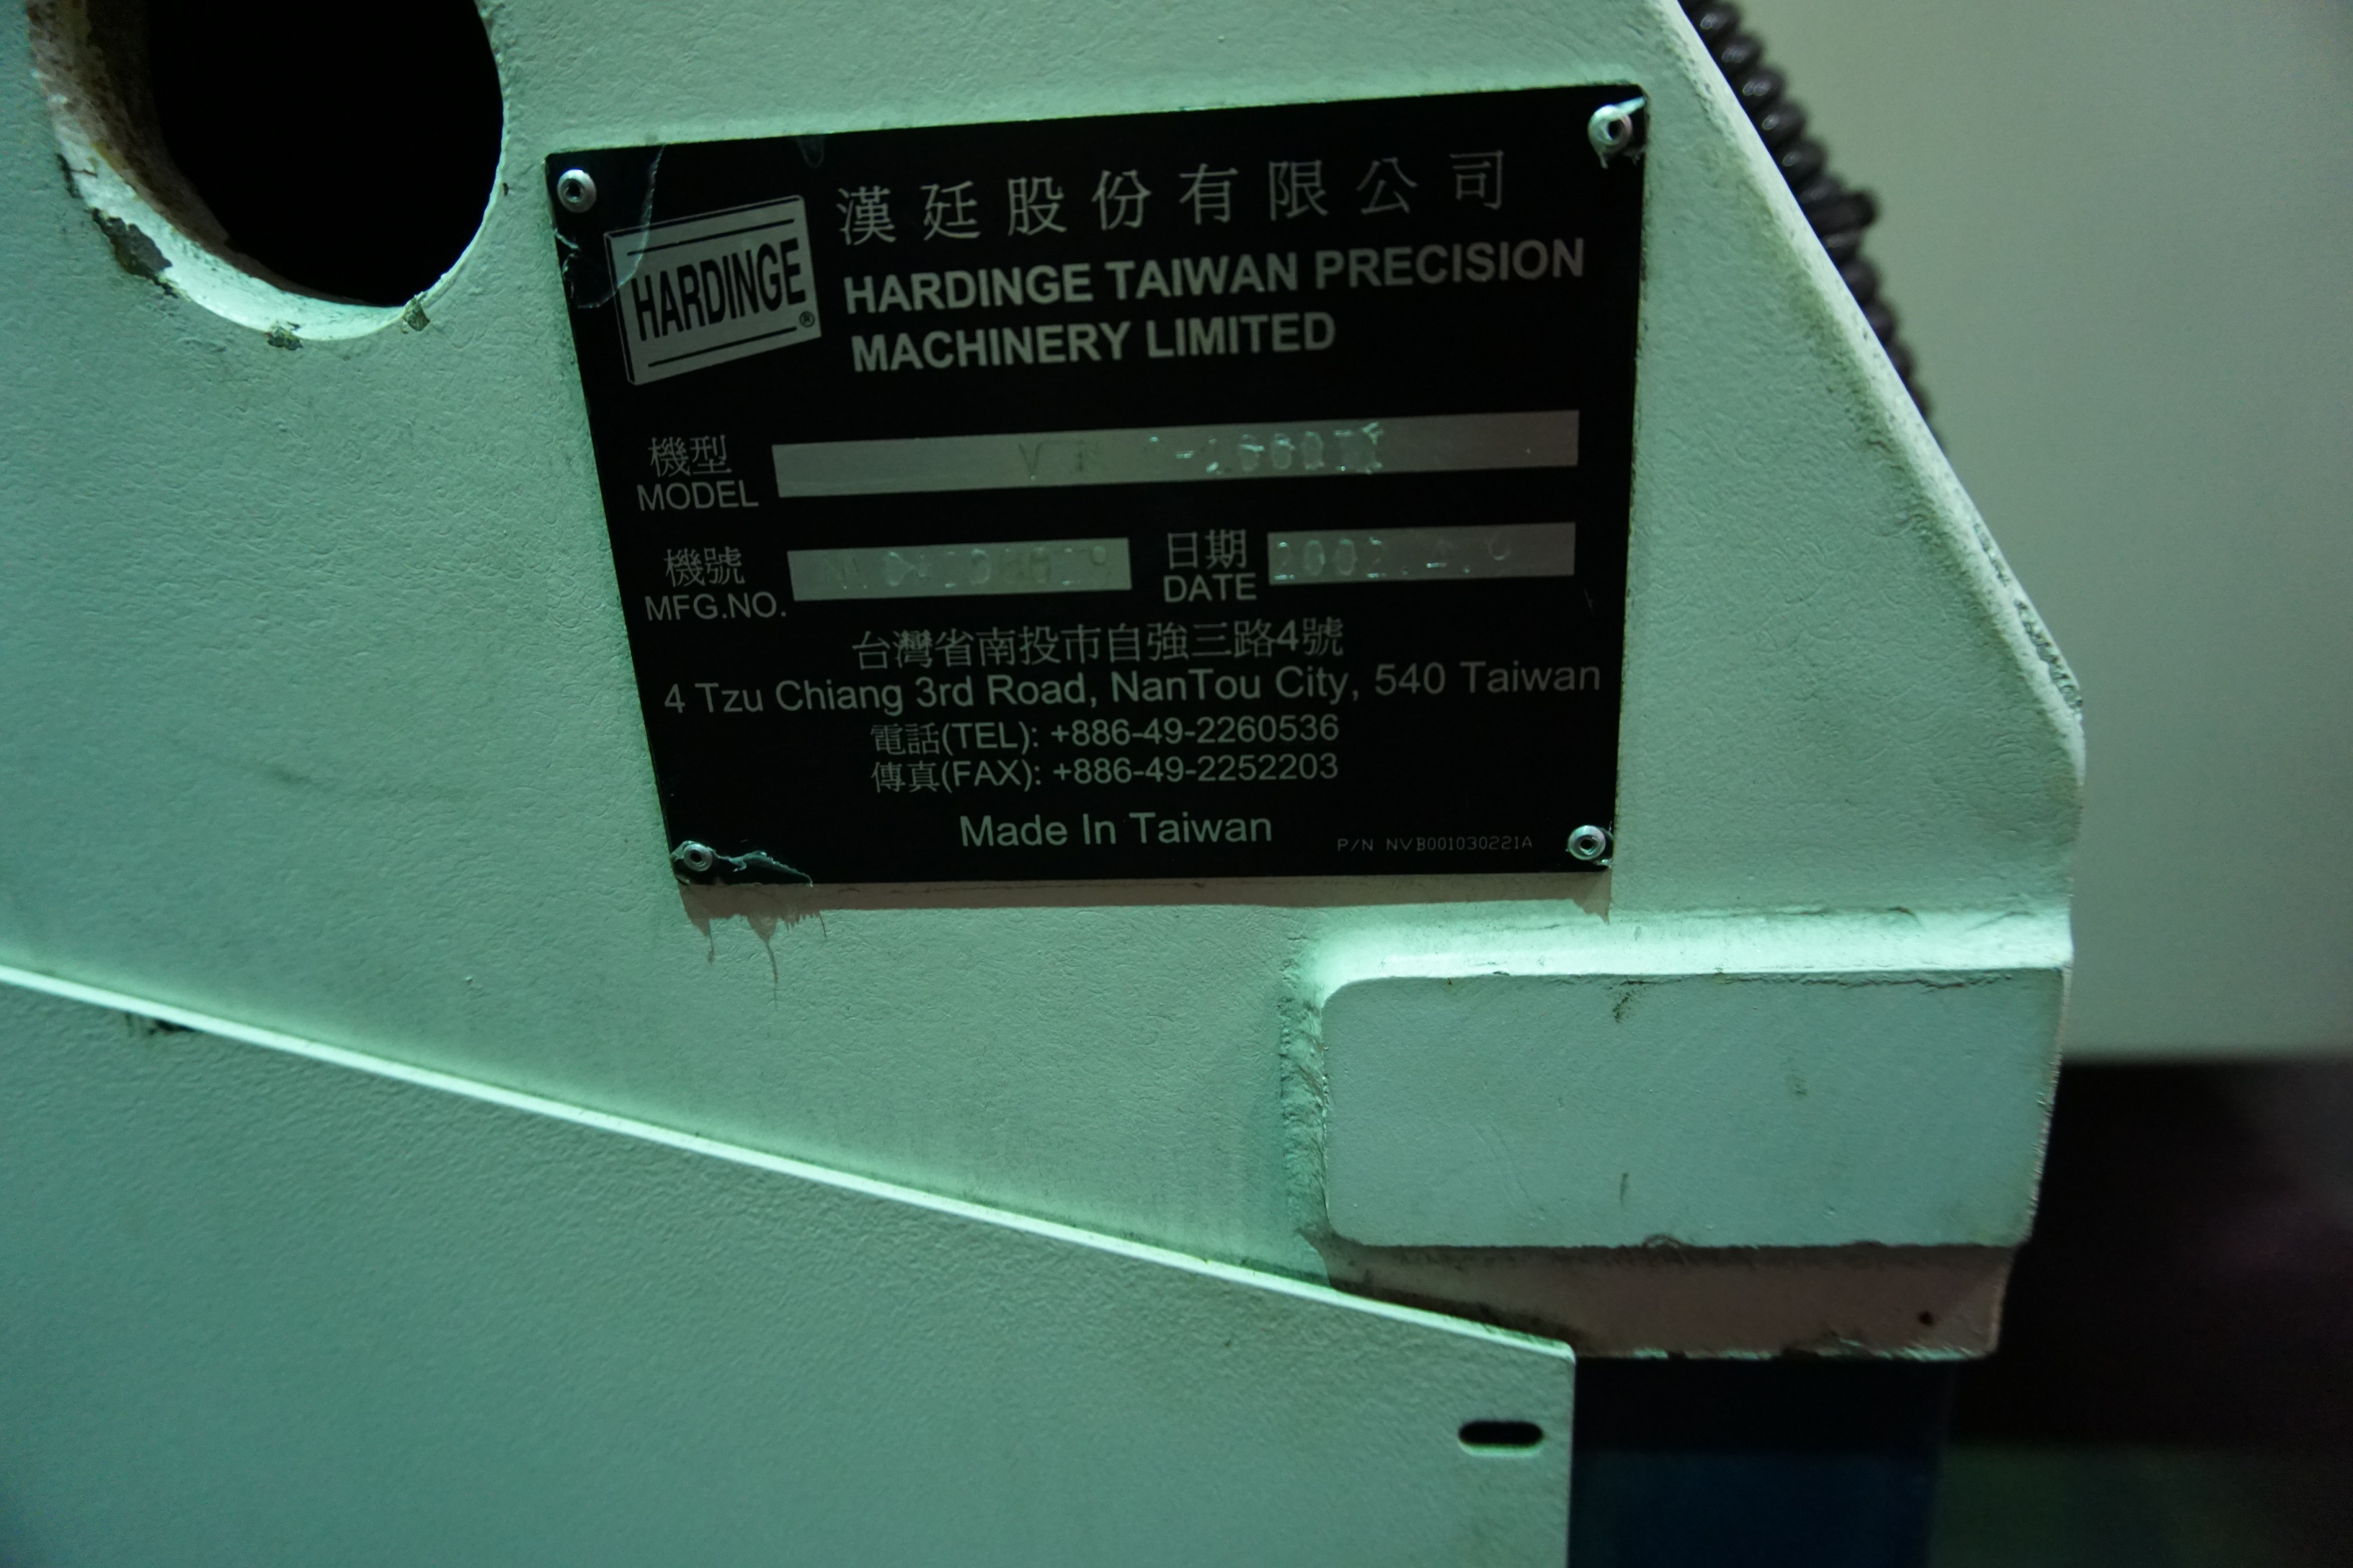 漢廷股份有限公司
HARDINGE®
HARDINGE TAIWAN PRECISION
MACHINERY LIMITED
機型
MODEL
機號
MFG.NO.
日期
DATE
台灣省南投市自強三路4號
4 Tzu Chiang 3rd Road, NanTou City, 540 Taiwan
電話(TEL): +886-49-2260536
傳真(FAX): +886-49-2252203
Made In Taiwan
P/N NVB001030221A